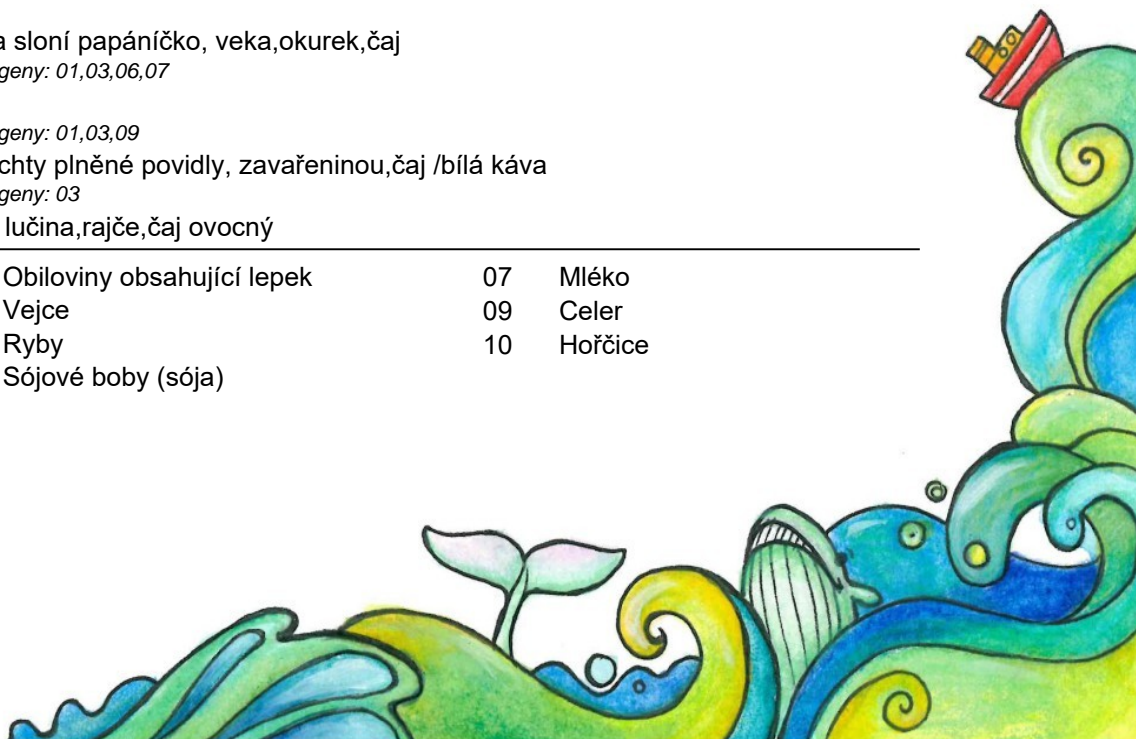 a sloní papáníčko, veka,okurek,čaj
geny: 01,03,06,07
geny: 01,03,09
chty plněné povidly, zavařeninou,čaj /bílá káva
geny: 03
lučina,rajče,čaj ovocný
Obiloviny obsahující lepek 07 Mléko
Vejce 09 Celer
Ryby 10 Hořčice
Sójové boby (sója)